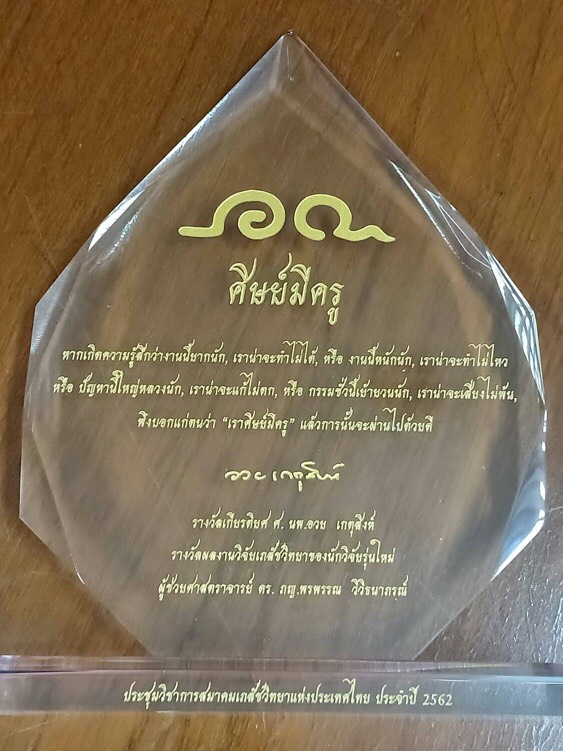 อ ณ
ศิษย์มีครู
หากเกิดความรู้สึกว่างานนี้ยากนัก, เราน่าจะทำไม่ได้, หรือ งานนี้หนักนัก, เราน่าจะทำไม่ไหว
หรือ ปัญหานี้ใหญ่หลวงนัก, เราน่าจะแก้ไม่ตก, หรือ กรรมชั่วนี้เย้ายวนนัก, เราน่าจะเลี่ยงไม่พ้น,
พึงบอกแก่ตนว่า “เราศิษย์มีครู” แล้วการนั้นจะผ่านไปด้วยดี
อวย เกตุสิงห์
รางวัลเกียรติยศ ศ. นพ.อวย เกตุสิงห์
รางวัลผลงานวิจัยเภสัชวิทยาของนักวิจัยรุ่นใหม่
ผู้ช่วยศาสตราจารย์ ดร. ภญ.พรพรรณ วิวิธนาภรณ์
ประชุมวิชาการสมาคมเภสัชวิทยาแห่งประเทศไทย ประจำปี 2562